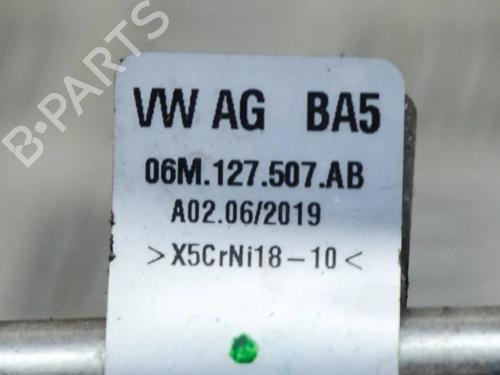 B-PARTS
VW AG BA5
06M.127.507.AB
A02.06/2019
>X5CrNi18-10<